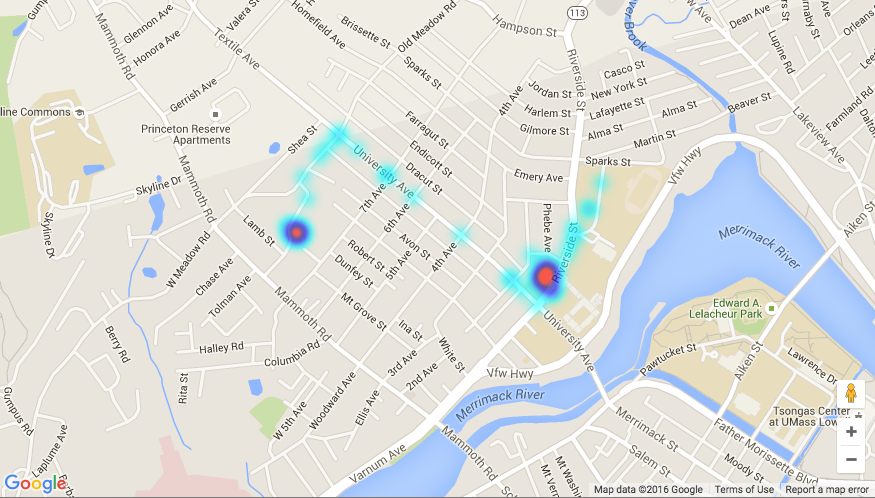 Glennon Ave
Honora Ave
Mammoth Rd
Textile Ave
Valera St
Homefield Ave
Brissette St
Old Meadow Rd
Hampson St
113
Riverside St
Dean Ave
Lupine Rd
Sparks St
Casco St
New York St
Lafayette St
Jordan St
Harlem St
Gilmore St
4th Ave
Alma St
Alma St
Beaver St
Farmland Rd
Lakeview Ave
Gerrish Ave
Princeton Reserve
Apartments
Shea St
Farragut St
Endicott St
Dracut St
Emery Ave
Martin St
Sparks St
Vfw Hwy
University Ave
7th Ave
6th Ave
5th Ave
4th Ave
Avon St
Robert St
Dunfey St
Mt Grove St
Phebe Ave
Riverside St
Skyline Dr
Skyline Dr
Mammoth Rd
Lamb St
W Meadow Rd
Chase Ave
Tolman Ave
Mammoth Rd
Merrimack River
Aiken St
Edward A.
Lelacheur Park
Berry Rd
Halley Rd
Columbia Rd
Rita St
Ina St
White St
3rd Ave
2nd Ave
University Ave
Vfw Hwy
Pawtucket St
Aiken St
Lawrence Dr
W 5th Ave
Woodward Ave
Ellis Ave
Merrimack River
Varnum Ave
Mammoth Rd
Merrimack St
Salem St
Moody St
Father Morissette Blvd
Tsongas Center
at UMass Low
Gumpus Rd
Laplume Ave
+
−
Google
Map data ©2016 Google
Terms of Use
Report a map error